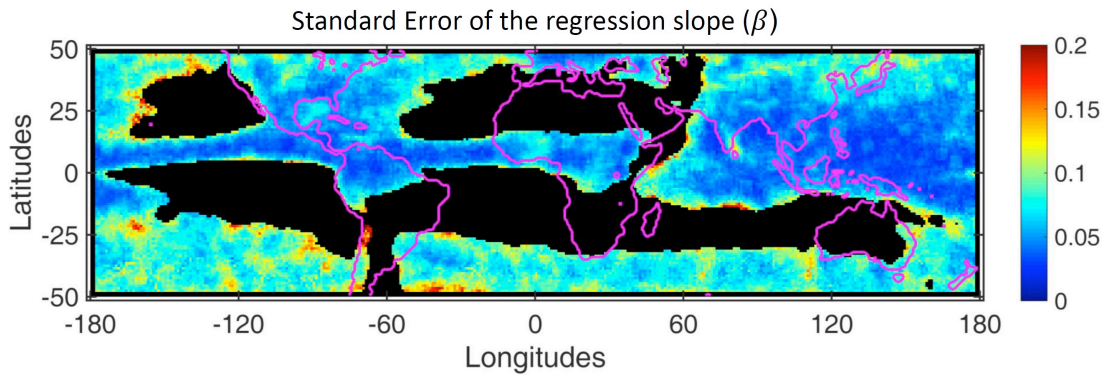 Standard Error of the regression slope (β)
50
25
0
-25
-50
Latitudes
-180 -120 -60 0 60 120 180
Longitudes
0.2
0.15
0.1
0.05
0